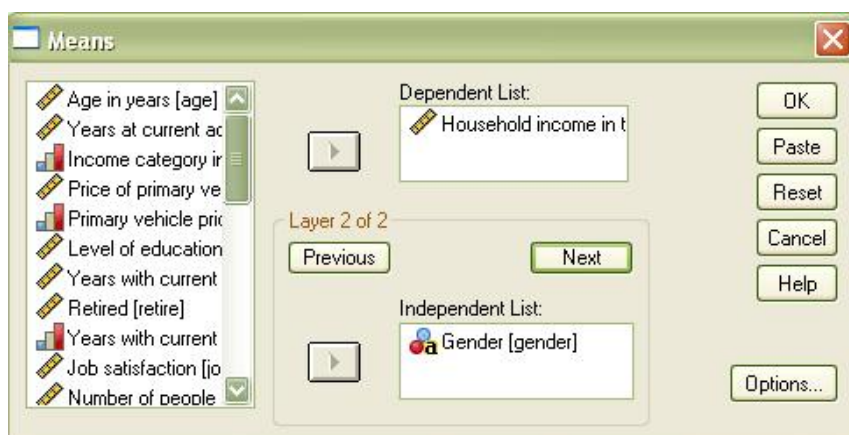 Means
Age in years [age]
Years at current ac
Income category ir
Price of primary ve
Primary vehicle pric
Level of education
Years with current
Retired [retire]
Years with current
Job satisfaction [jo
Number of people
Dependent List:
Household income in t
Layer 2 of 2
Previous
Next
Independent List:
a Gender [gender]
OK
Paste
Reset
Cancel
Help
Options...